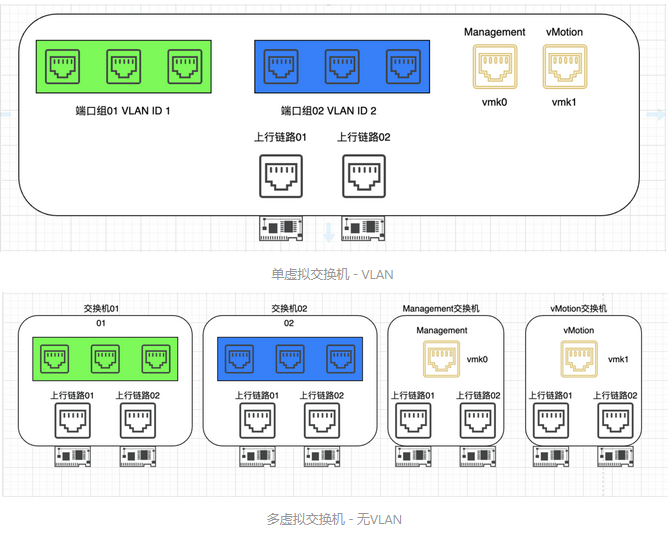 Management vMotion
vmk0 vmk1
端口组01 VLAN ID 1 端口组02 VLAN ID 2
上行链路01 上行链路02
单虚拟交换机 - VLAN
交换机01 交换机02 Management交换机 vMotion交换机
01 02 Management vMotion
vmk0 vmk1
上行链路01 上行链路02 上行链路01 上行链路02 上行链路01 上行链路02 上行链路01 上行链路02
多虚拟交换机 - 无VLAN